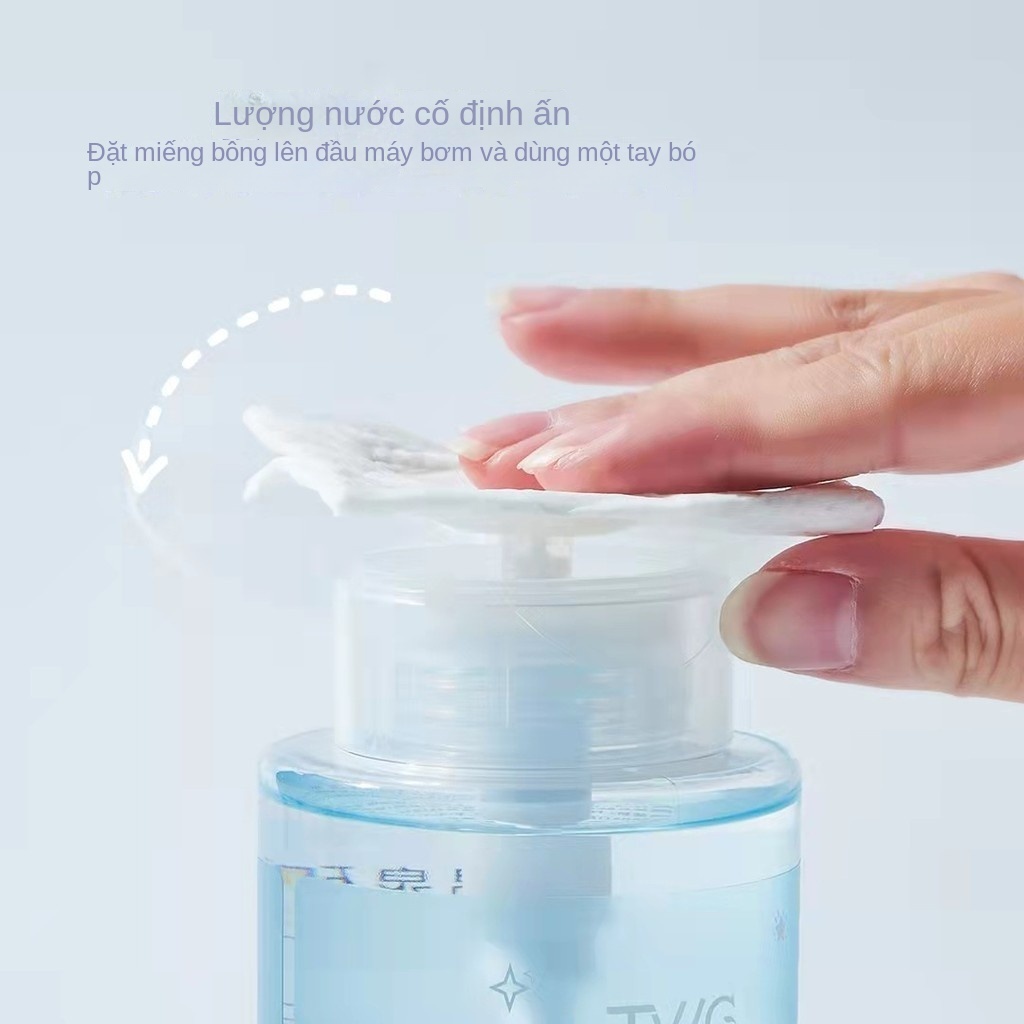 Lượng nước cố định ấn
Đặt miếng bông lên đầu máy bơm và dùng một tay bó
p